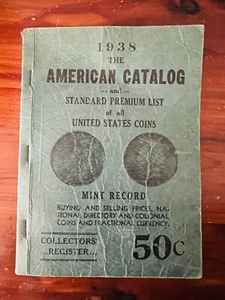 1938
THE
AMERICAN CATALOG
-- and --
STANDARD PREMIUM LIST
of all
UNITED STATES COINS
MINT RECORD
BUYING AND SELLING PRICES, NA-
TIONAL DIRECTORY AND COLONIAL
COINS AND FRACTIONAL CURRENCY.
COLLECTORS'
..REGISTER...
50c